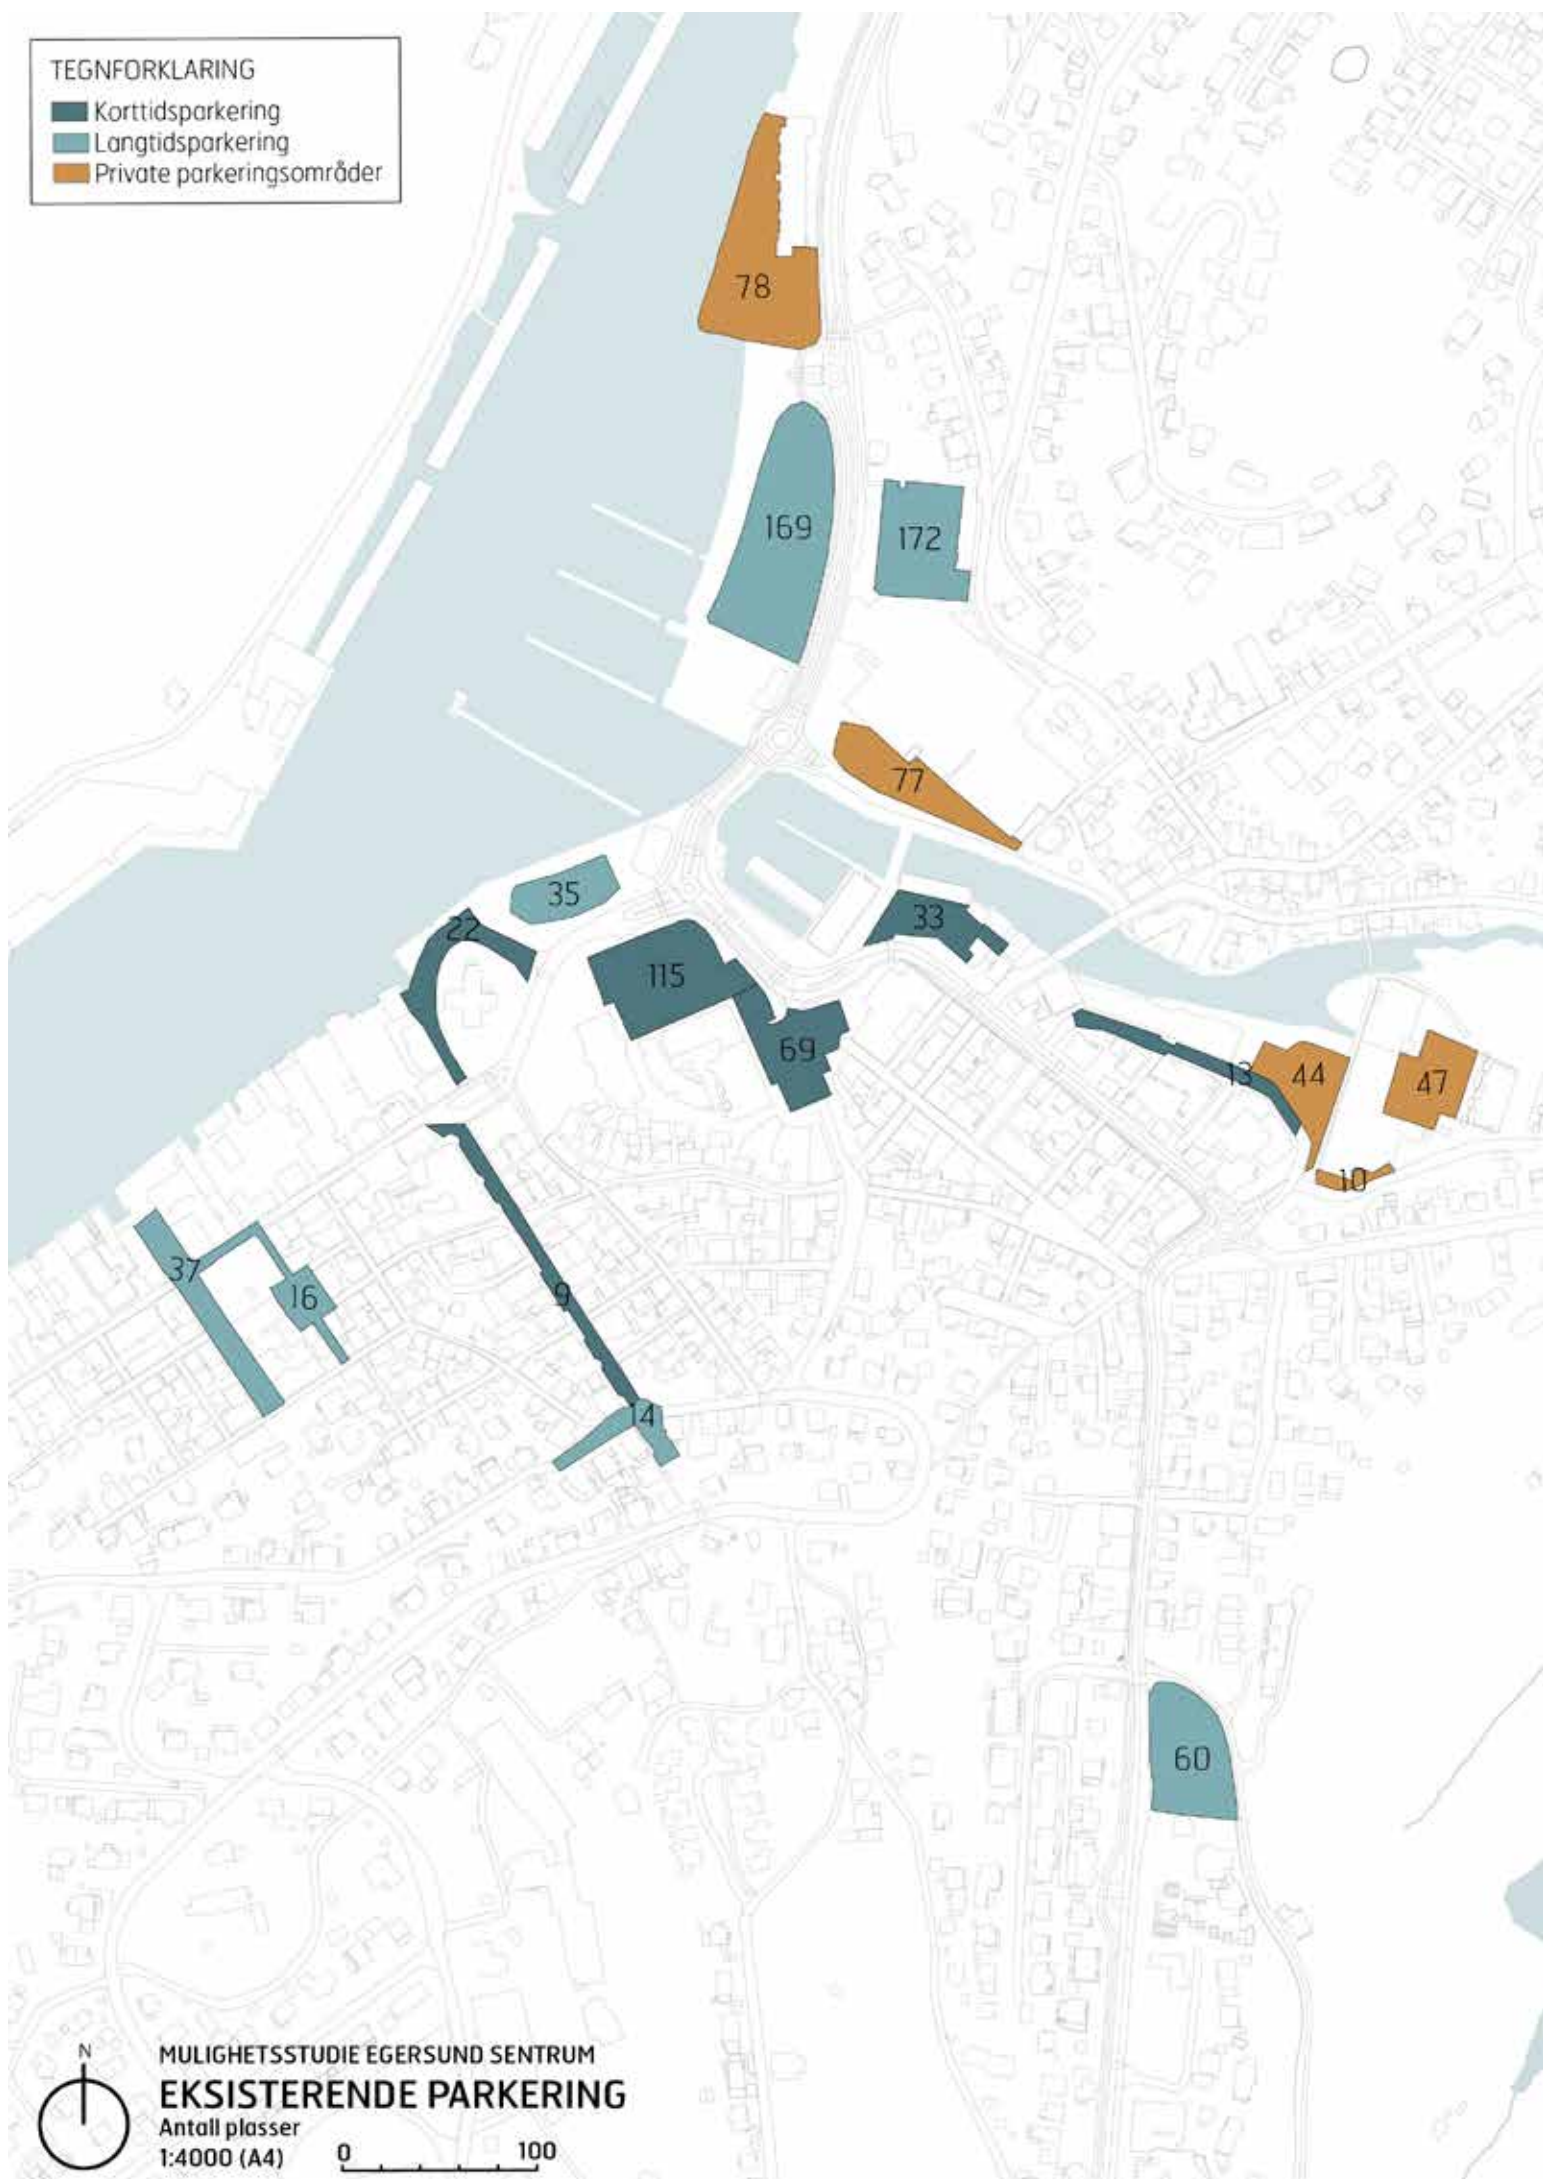 TEGNFORKLARING
Korttidsparkering
Langtidsparkering
Private parkeringsområder
78
169
172
77
35
22
33
115
69
13
44
47
10
37
16
9
14
60
N
MULIGHETSSTUDIE EGERSUND SENTRUM
EKSISTERENDE PARKERING
Antall plasser
1:4000 (A4)
0 100